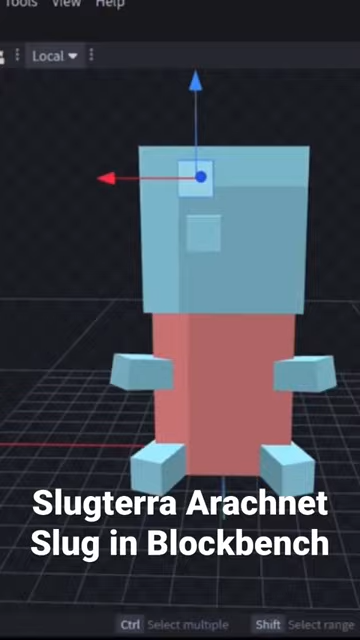 Tools View Help
Local
Slugterra Arachnet
Slug in Blockbench
Ctrl Select multiple Shift Select range